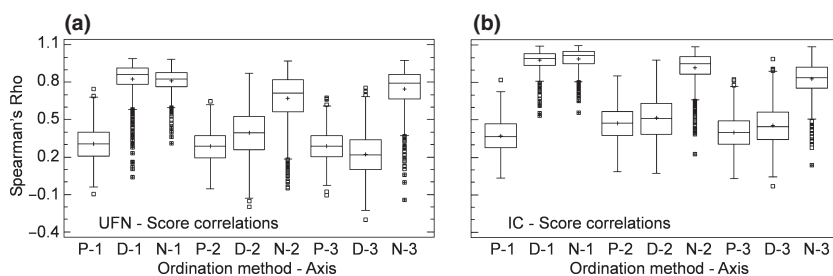 (a)
1.1
0.8
0.5
0.2
−0.1
−0.4
Spearman's Rho
UFN - Score correlations
P-1 D-1 N-1 P-2 D-2 N-2 P-3 D-3 N-3
Ordination method - Axis
(b)
IC - Score correlations
P-1 D-1 N-1 P-2 D-2 N-2 P-3 D-3 N-3
Ordination method - Axis